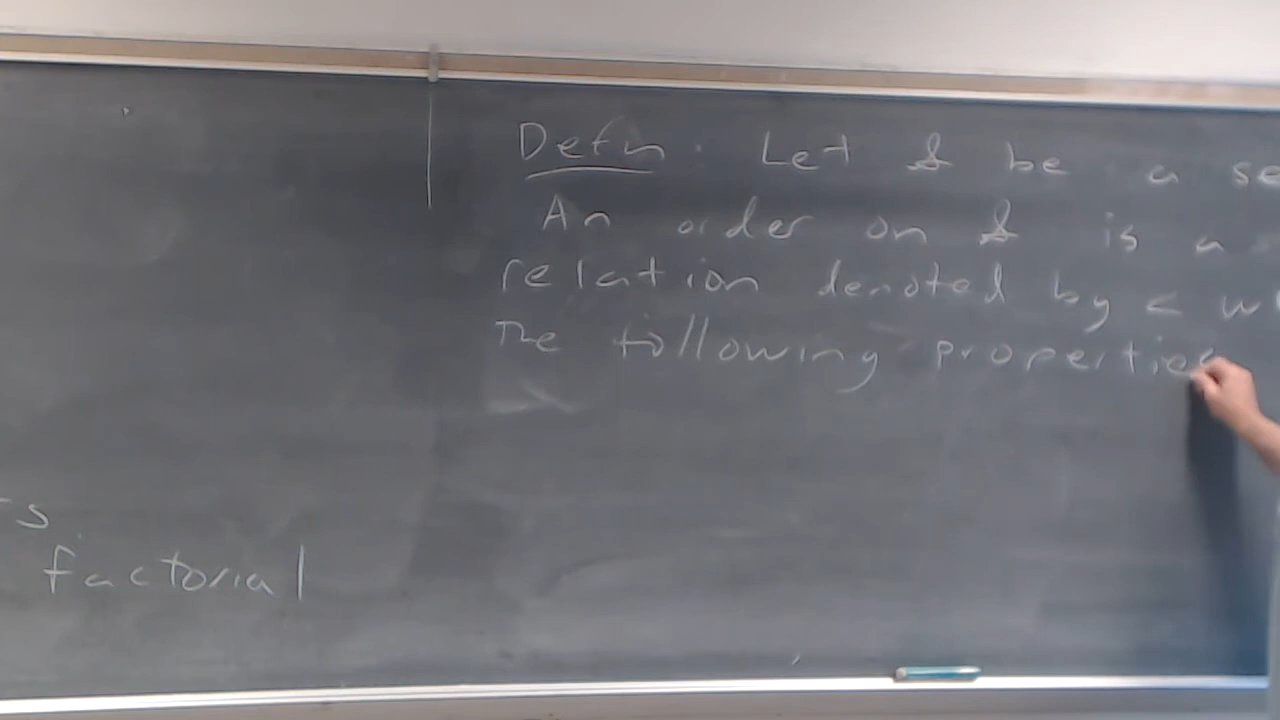 Defn: Let S be a se
An order on S is a
relation denoted by < w
the following properties
s
factorial